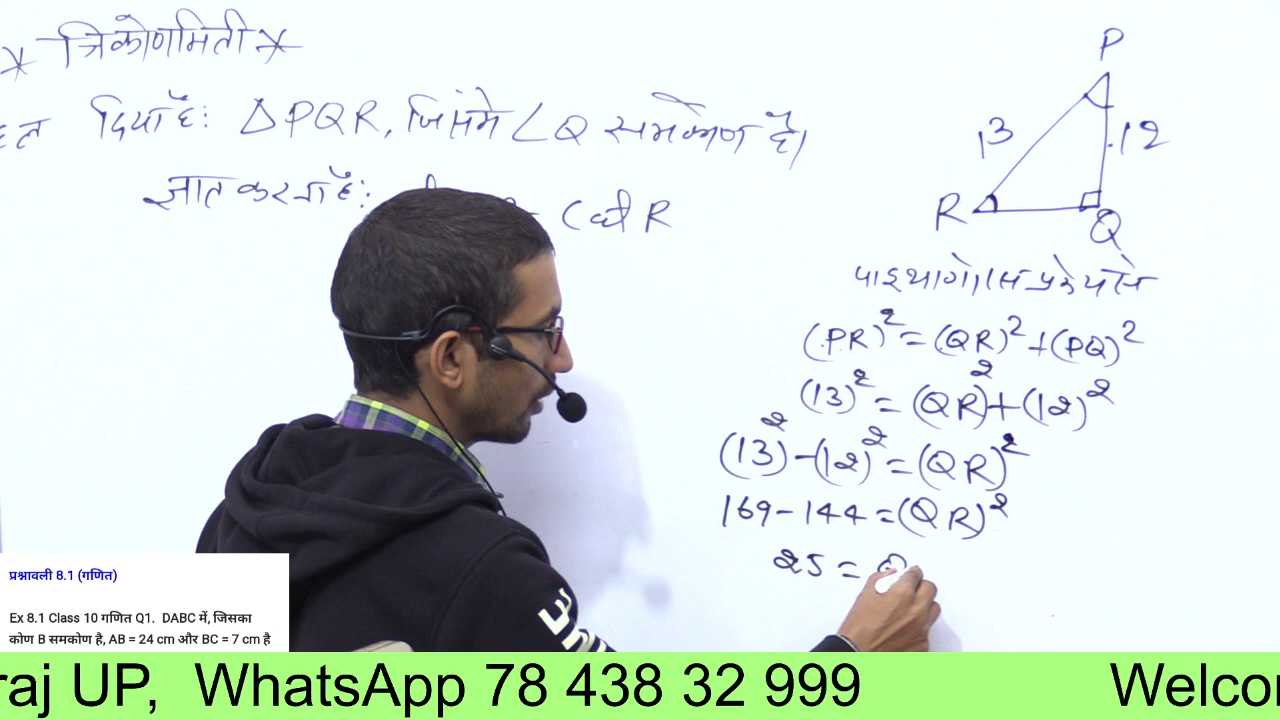 * त्रिकोणमिती *
हल दिया है: △PQR, जिसमे ∠Q समकोण है।
ज्ञात करना है: - Cot R
P
13
12
R
Q
पाइथागोरस प्रमेय से
(PR)² = (QR)² + (PQ)²
(13)² = (QR)² + (12)²
(13)² - (12)² = (QR)²
169 - 144 = (QR)²
25 = Q
प्रश्नावली 8.1 (गणित)
Ex 8.1 Class 10 गणित Q1. DABC में, जिसका
कोण B समकोण है, AB = 24 cm और BC = 7 cm है
raj UP, WhatsApp 78 438 32 999 Welcor